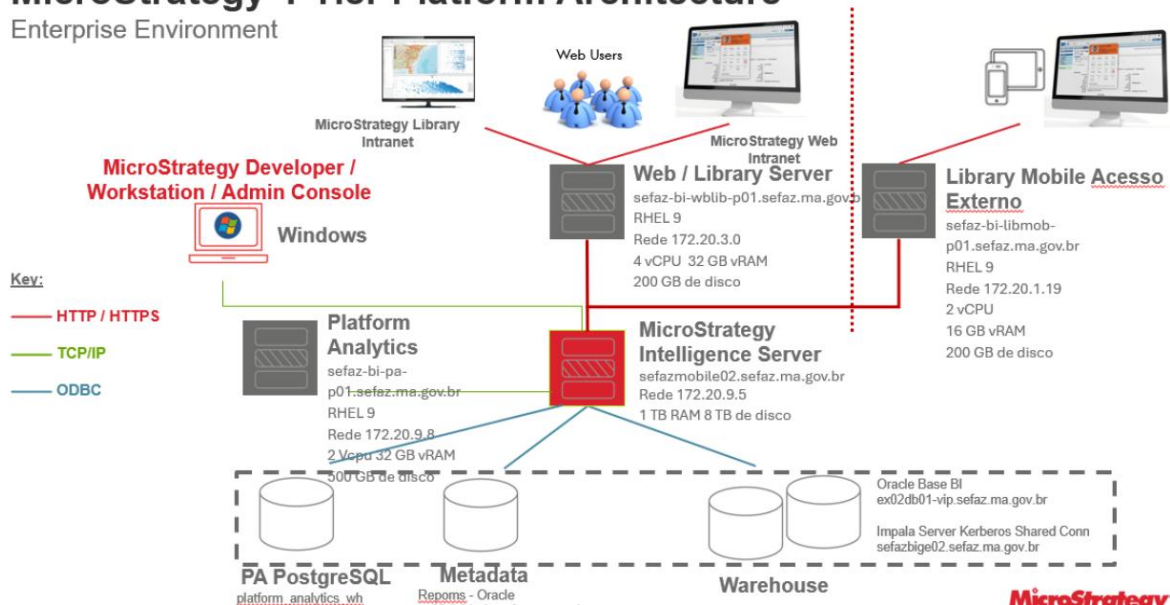 MicroStrategy 4-Tier Platform Architecture
Enterprise Environment
Web Users
MicroStrategy Library
Intranet
MicroStrategy Web
Intranet
MicroStrategy Developer /
Workstation / Admin Console
Windows
Web / Library Server
sefaz-bi-wblib-p01.sefaz.ma.gov.b
RHEL 9
Rede 172.20.3.0
4 vCPU 32 GB vRAM
200 GB de disco
Library Mobile Acesso
Externo
sefaz-bi-libmob-
p01.sefaz.ma.gov.br
RHEL 9
Rede 172.20.1.19
2 vCPU
16 GB vRAM
200 GB de disco
Key:
HTTP / HTTPS
TCP/IP
ODBC
Platform
Analytics
sefaz-bi-pa-
p01.sefaz.ma.gov.br
RHEL 9
Rede 172.20.9.8
2 Vcpu 32 GB vRAM
500 GB de disco
MicroStrategy
Intelligence Server
sefazmobile02.sefaz.ma.gov.br
Rede 172.20.9.5
1 TB RAM 8 TB de disco
Oracle Base BI
ex02db01-vip.sefaz.ma.gov.br
Impala Server Kerberos Shared Conn
sefazbige02.sefaz.ma.gov.br
PA PostgreSQL
platform_analytics_wh
Metadata
Repoms - Oracle
Warehouse
MicroStrategy